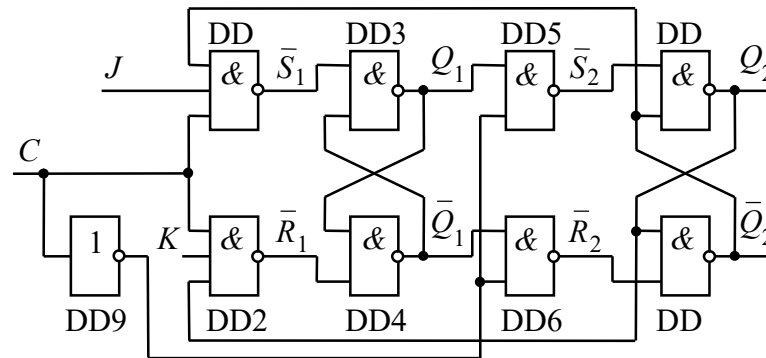 DD DD3 DD5 DD
J & S̄₁ & Q₁ & S̄₂ & Q₂
C
1 K & R̄₁ & Q̄₁ & R̄₂ & Q̄₂
DD9 DD2 DD4 DD6 DD